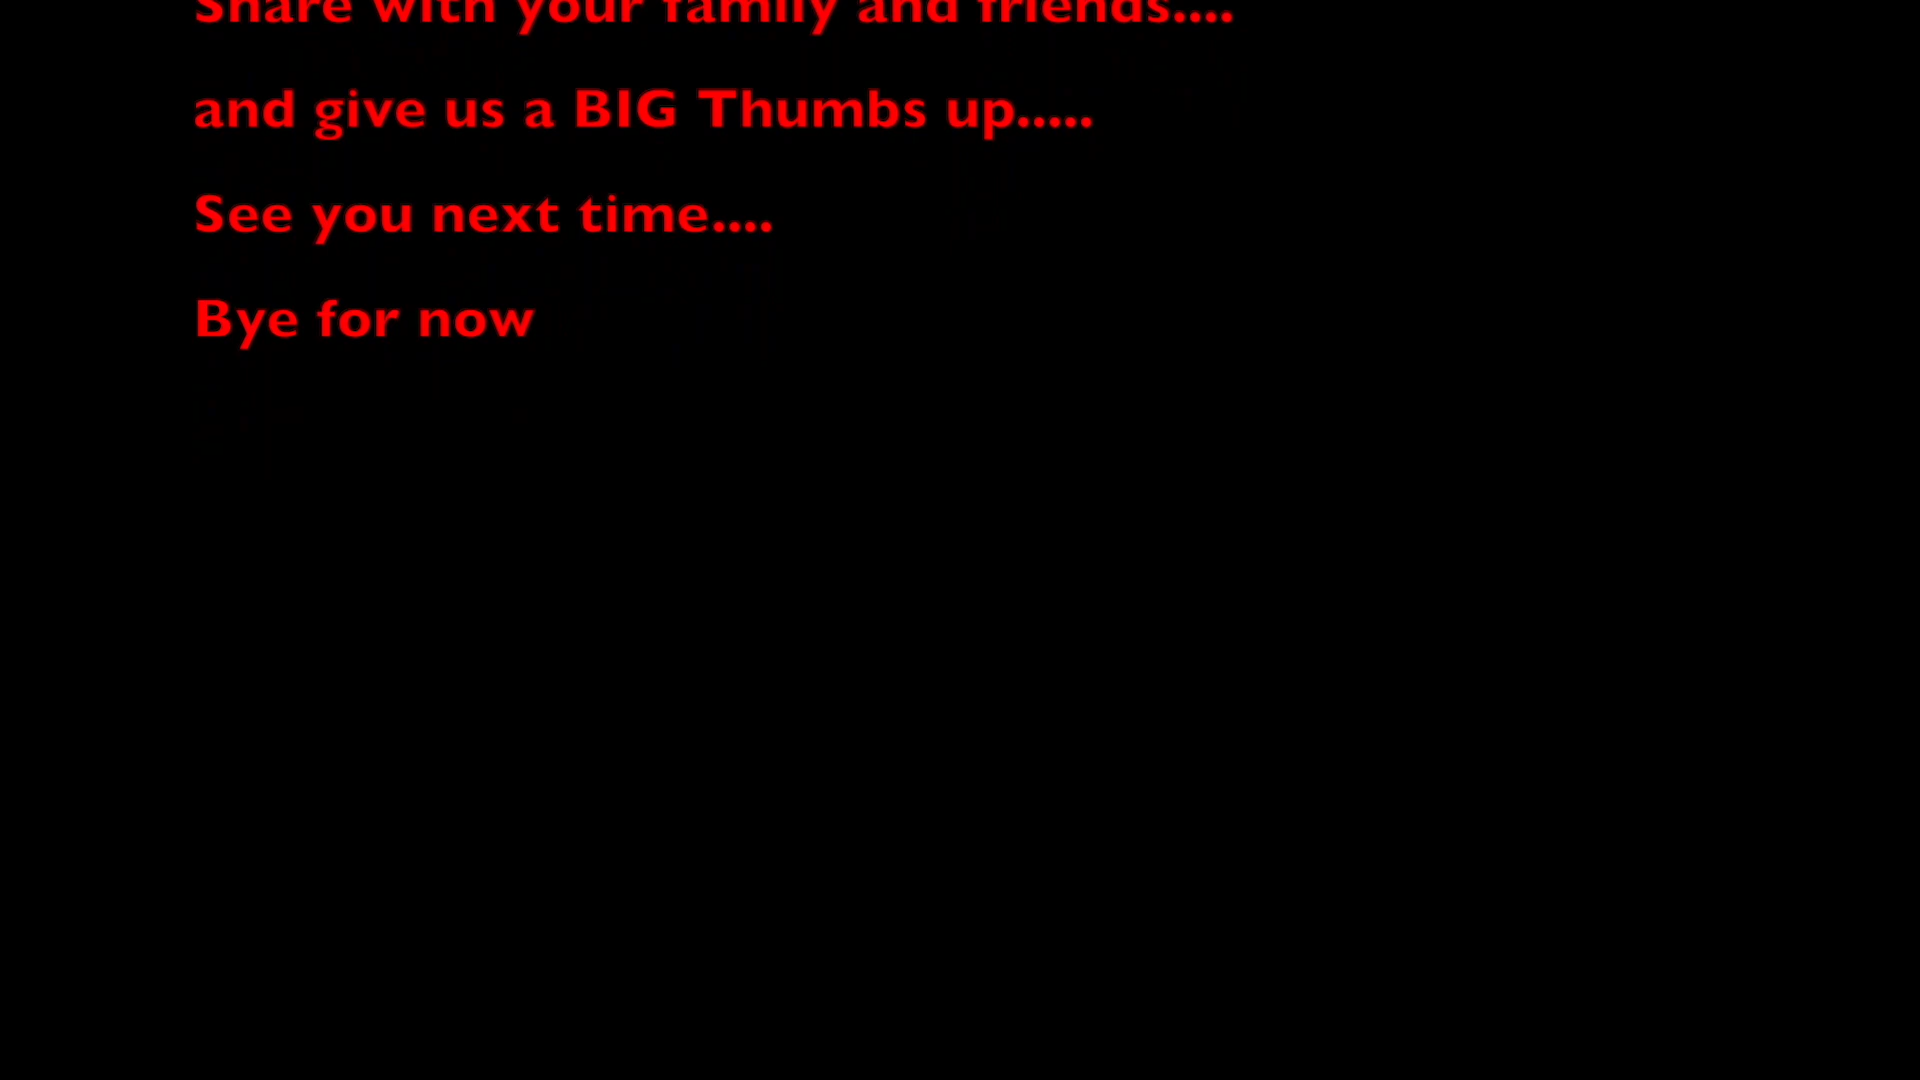 Share with your family and friends....
and give us a BIG Thumbs up.....
See you next time....
Bye for now